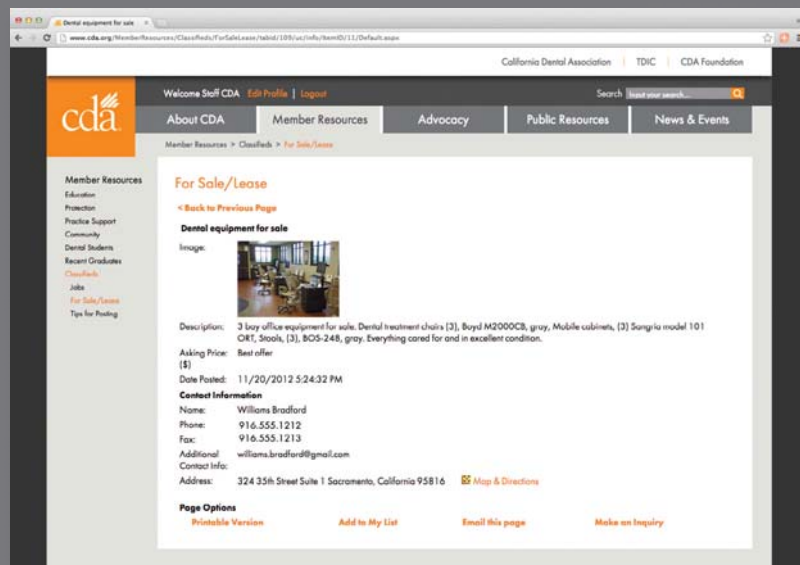 Dental equipment for sale
www.cda.org/MemberResources/Classifieds/ForSaleLease/tabid/109/uc/info/ItemID/11/Default.aspx
California Dental Association | TDIC | CDA Foundation
cda
Welcome Staff CDA Edit Profile | Logout
Search Input your search...
About CDA Member Resources Advocacy Public Resources News & Events
Member Resources > Classifieds > For Sale/Lease
Member Resources
Education
Protection
Practice Support
Community
Dental Students
Recent Graduates
Classifieds
Jobs
For Sale/Lease
Tips for Posting
For Sale/Lease
< Back to Previous Page
Dental equipment for sale
Image:
Description: 3 bay office equipment for sale. Dental treatment chairs (3), Boyd M2000CB, gray, Mobile cabinets, (3) Sangria model 101
ORT, Stools, (3), BOS-248, gray. Everything cared for and in excellent condition.
Asking Price: Best offer
($)
Date Posted: 11/20/2012 5:24:32 PM
Contact Information
Name: Williams Bradford
Phone: 916.555.1212
Fax: 916.555.1213
Additional williams.bradford@gmail.com
Contact Info:
Address: 324 35th Street Suite 1 Sacramento, California 95816 Map & Directions
Page Options
Printable Version Add to My List Email this page Make an Inquiry